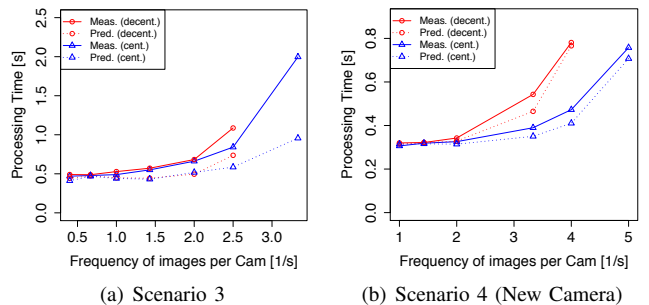 Meas. (decent.)
Pred. (decent.)
Meas. (cent.)
Pred. (cent.)
Processing Time [s]
0.0 0.5 1.0 1.5 2.0 2.5
0.5 1.0 1.5 2.0 2.5 3.0
Frequency of images per Cam [1/s]
(a) Scenario 3
Meas. (decent.)
Pred. (decent.)
Meas. (cent.)
Pred. (cent.)
Processing Time [s]
0.0 0.2 0.4 0.6 0.8
1 2 3 4 5
Frequency of images per Cam [1/s]
(b) Scenario 4 (New Camera)